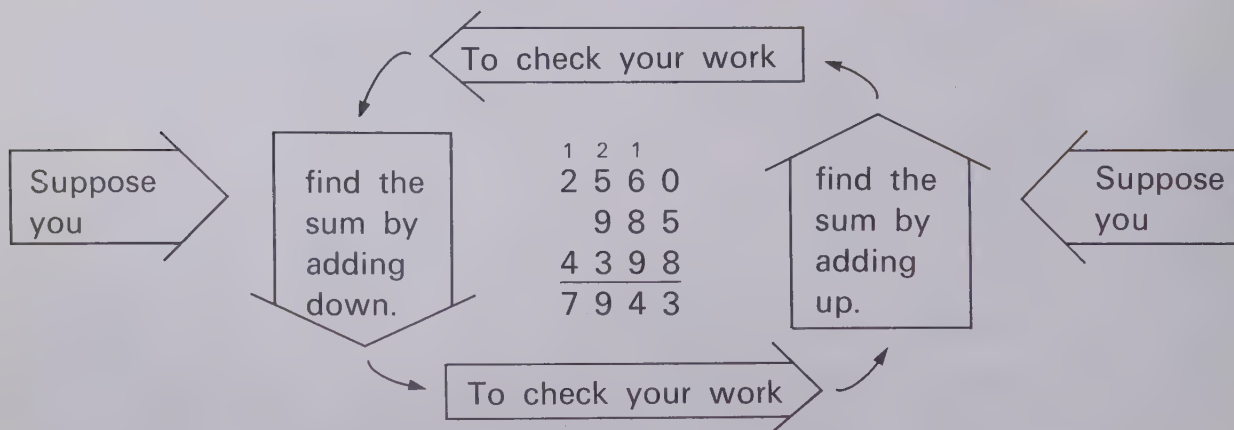 To check your work
Suppose
you
find the
sum by
adding
down.
1 2 1
2 5 6 0
9 8 5
4 3 9 8
7 9 4 3
find the
sum by
adding
up.
Suppose
you
To check your work